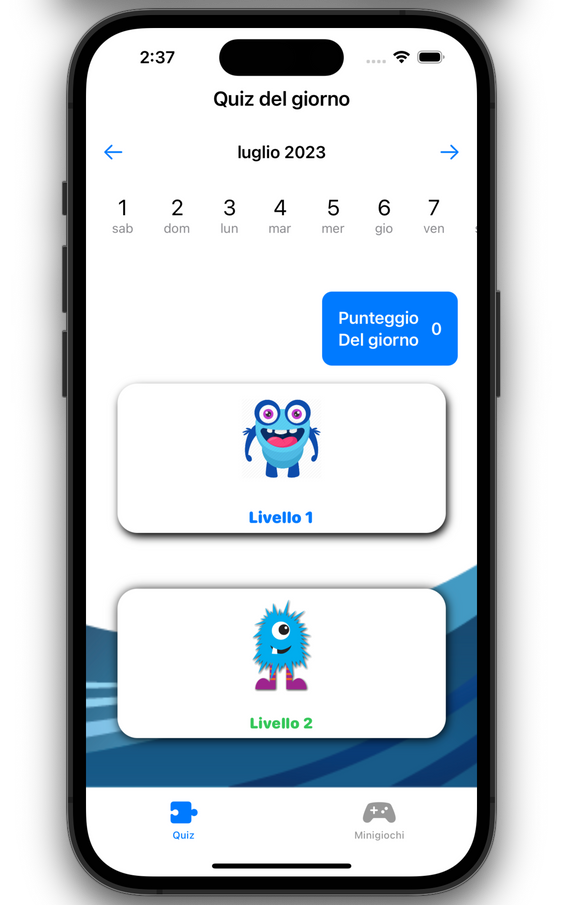 2:37
Quiz del giorno
luglio 2023
1 2 3 4 5 6 7
sab dom lun mar mer gio ven
Punteggio
Del giorno 0
Livello 1
Livello 2
Quiz Minigiochi